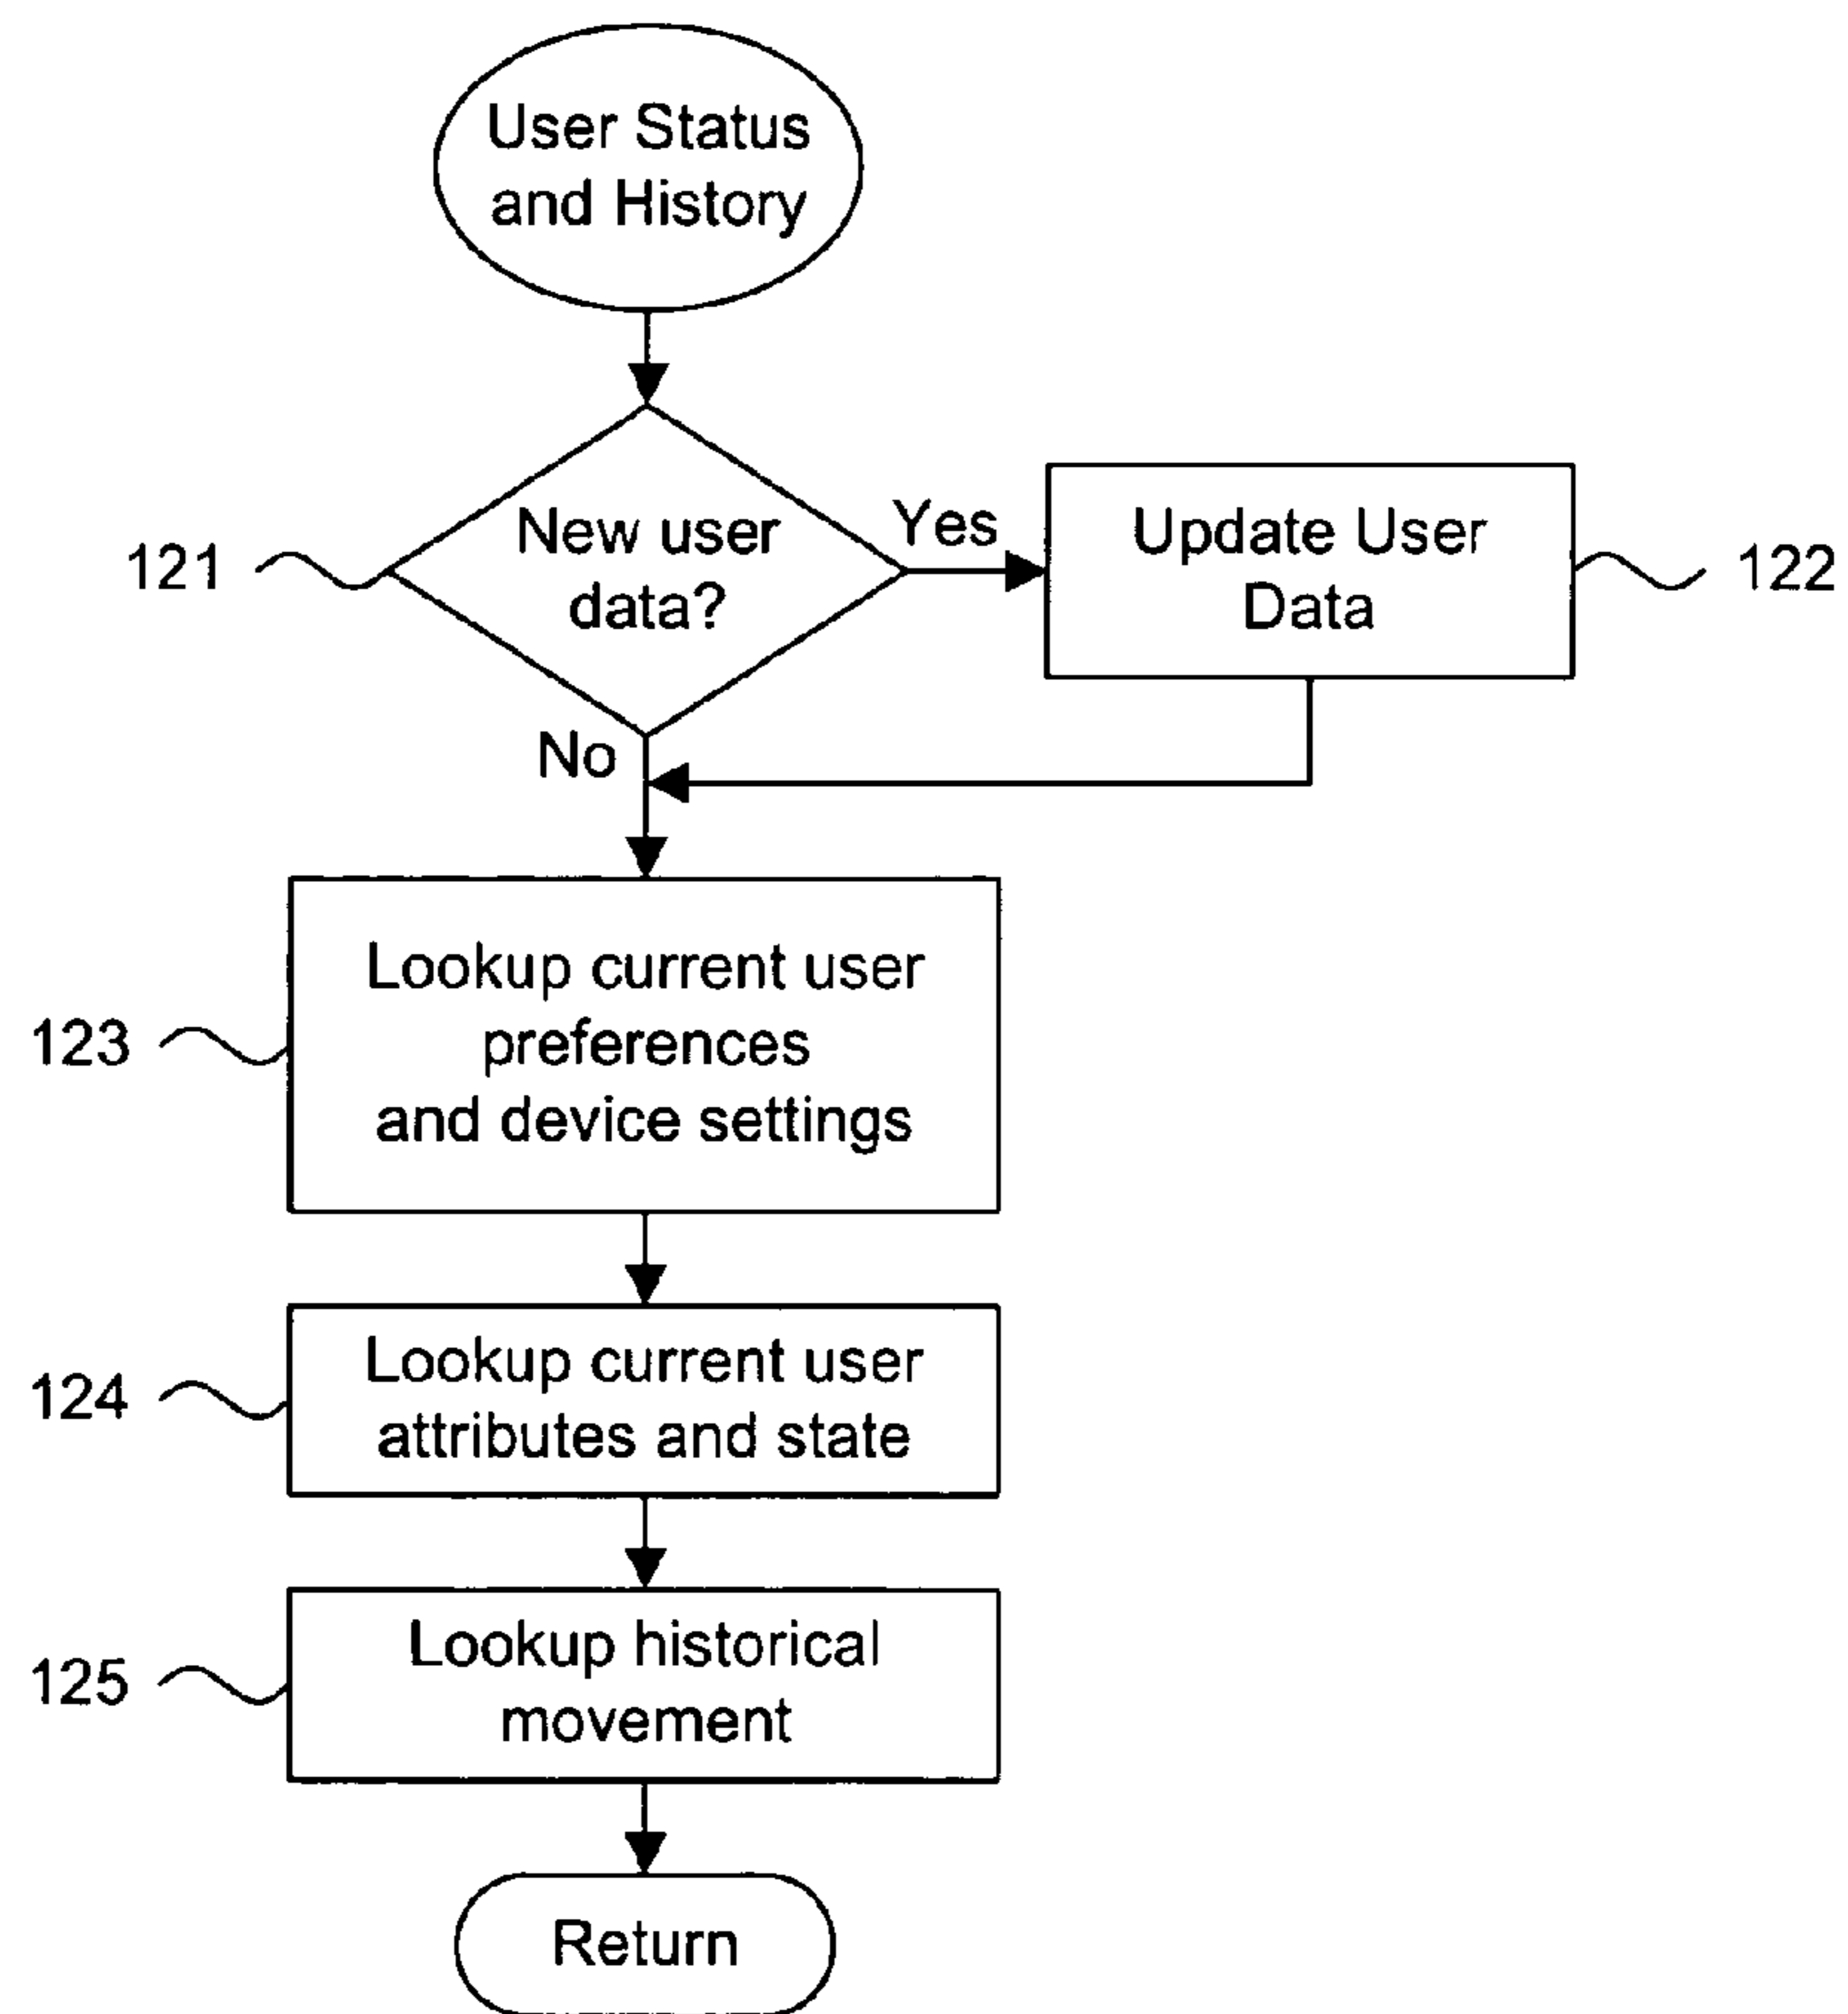 User Status
and History
New user
data?
Yes
Update User
Data
121
122
No
Lookup current user
preferences
and device settings
123
Lookup current user
attributes and state
124
Lookup historical
movement
125
Return